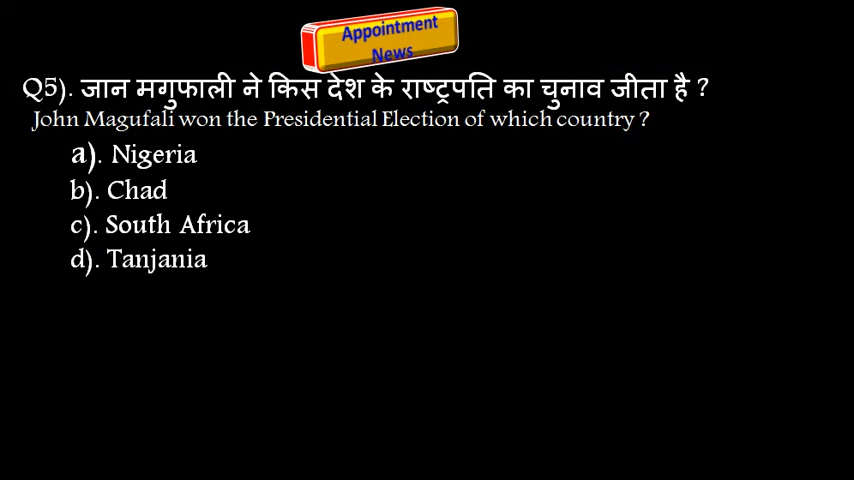 Appointment
News
Q5). जान मगुफाली ने किस देश के राष्ट्रपति का चुनाव जीता है ?
John Magufali won the Presidential Election of which country ?
a). Nigeria
b). Chad
c). South Africa
d). Tanjania